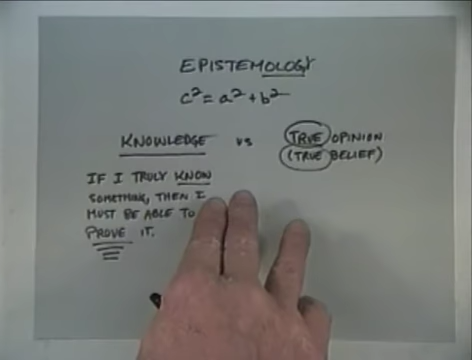 EPISTEMOLOGY
c² = a² + b²
KNOWLEDGE vs TRUE OPINION
(TRUE BELIEF)
IF I TRULY KNOW
SOMETHING, THEN I
MUST BE ABLE TO
PROVE IT.